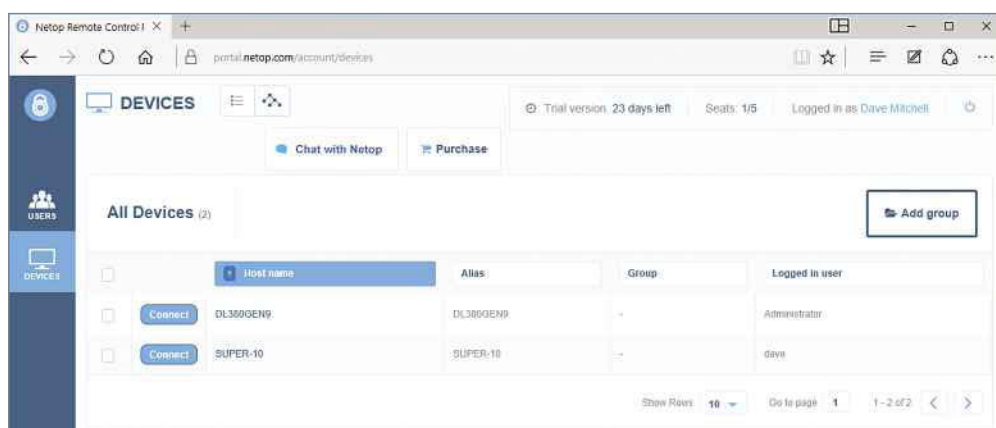 Netop Remote Control
portal.netop.com/account/devices
DEVICES
Trial version 23 days left Seats: 1/5 Logged in as Dave Mitchell
Chat with Netop Purchase
USERS
All Devices (2) Add group
DEVICES
Host name Alias Group Logged in user
Connect DL380GEN9 DL380GEN9 - Administrator
Connect SUPER-10 SUPER-10 - dave
Show Rows 10 Go to page 1 1 - 2 of 2